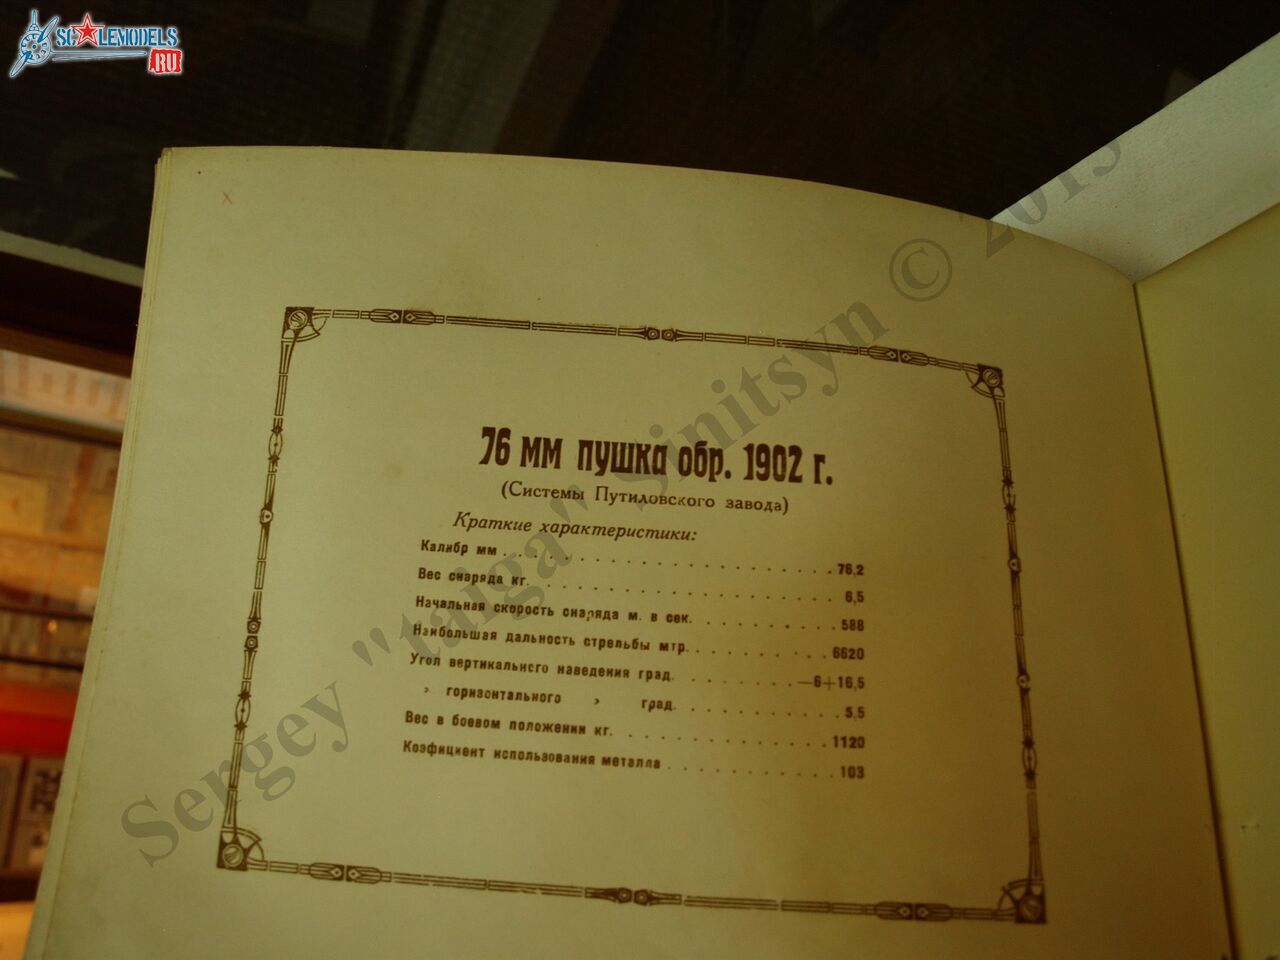 SCALEMODELS
RU
76 мм пушка обр. 1902 г.
(Системы Путиловского завода)
Краткие характеристики:
Калибр мм . . . . . . . . . . . . . . . . . . . . 76,2
Вес снаряда кг. . . . . . . . . . . . . . . . . . 6,5
Начальная скорость снаряда м. в сек. . . . . . . . 588
Наибольшая дальность стрельбы мтр. . . . . . . . . 6620
Угол вертикального наведения град. . . . . . . . —6+16,5
» горизонтального » град. . . . . . . . . 5,5
Вес в боевом положении кг. . . . . . . . . . . . . 1120
Коэфициент использования металла . . . . . . . . . 103
Sergey "taiga" Sinitsyn © 2013